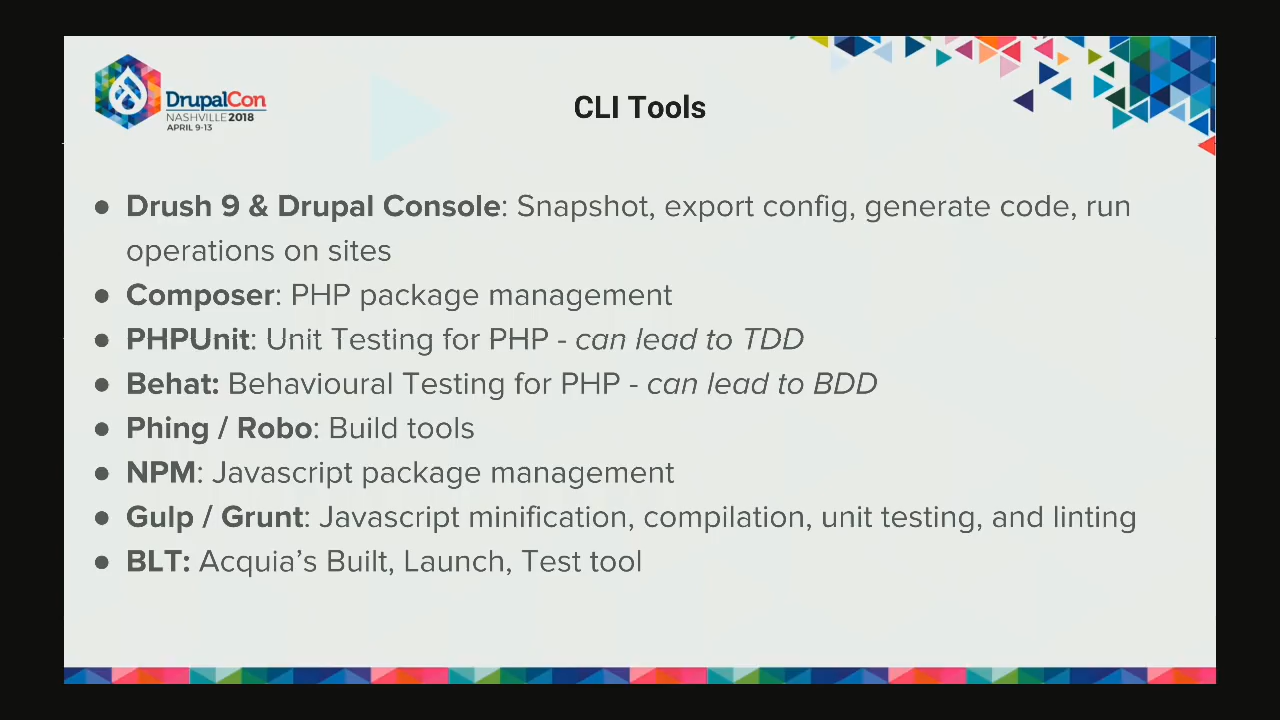 DrupalCon
NASHVILLE 2018
APRIL 9-13
CLI Tools
● Drush 9 & Drupal Console: Snapshot, export config, generate code, run
operations on sites
● Composer: PHP package management
● PHPUnit: Unit Testing for PHP - can lead to TDD
● Behat: Behavioural Testing for PHP - can lead to BDD
● Phing / Robo: Build tools
● NPM: Javascript package management
● Gulp / Grunt: Javascript minification, compilation, unit testing, and linting
● BLT: Acquia’s Built, Launch, Test tool